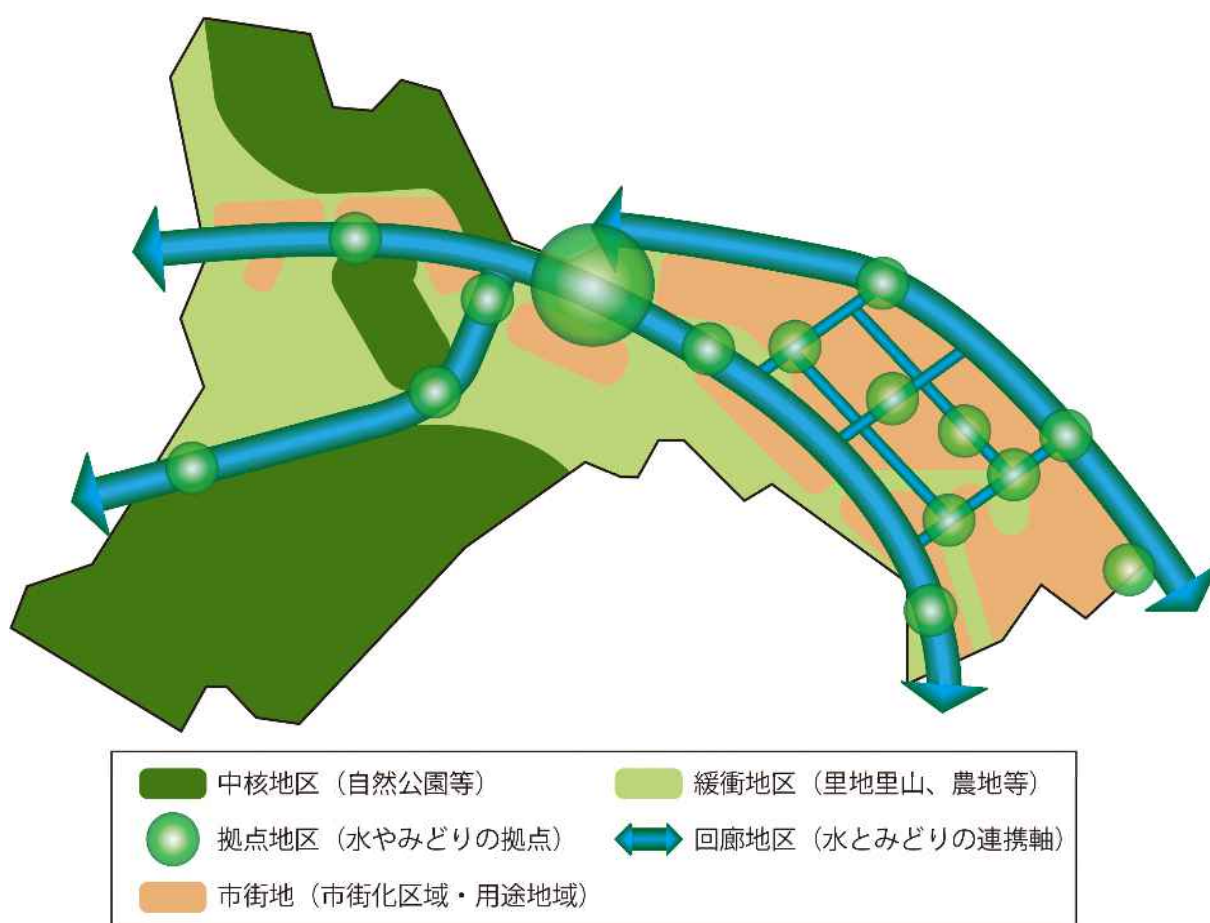 中核地区（自然公園等）
緩衝地区（里地里山、農地等）
拠点地区（水やみどりの拠点）
回廊地区（水とみどりの連携軸）
市街地（市街化区域・用途地域）